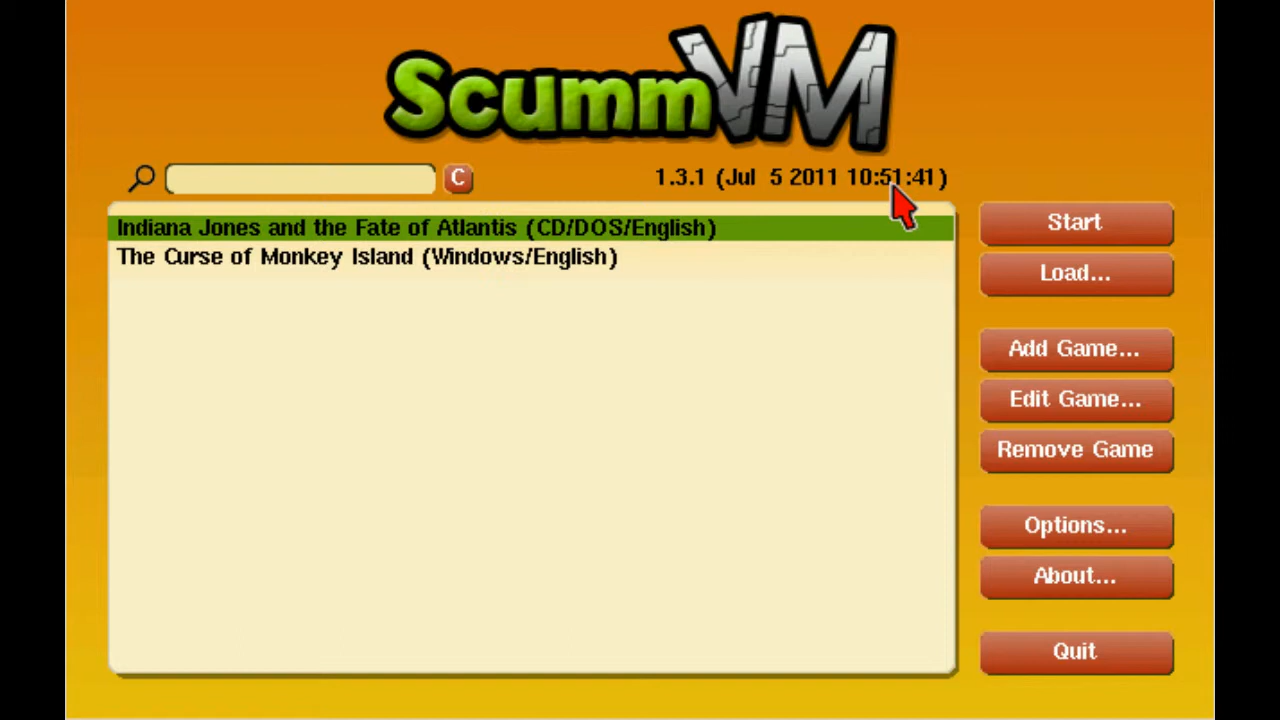 ScummVM
C
1.3.1 (Jul 5 2011 10:51:41)
Indiana Jones and the Fate of Atlantis (CD/DOS/English)
The Curse of Monkey Island (Windows/English)
Start
Load...
Add Game...
Edit Game...
Remove Game
Options...
About...
Quit